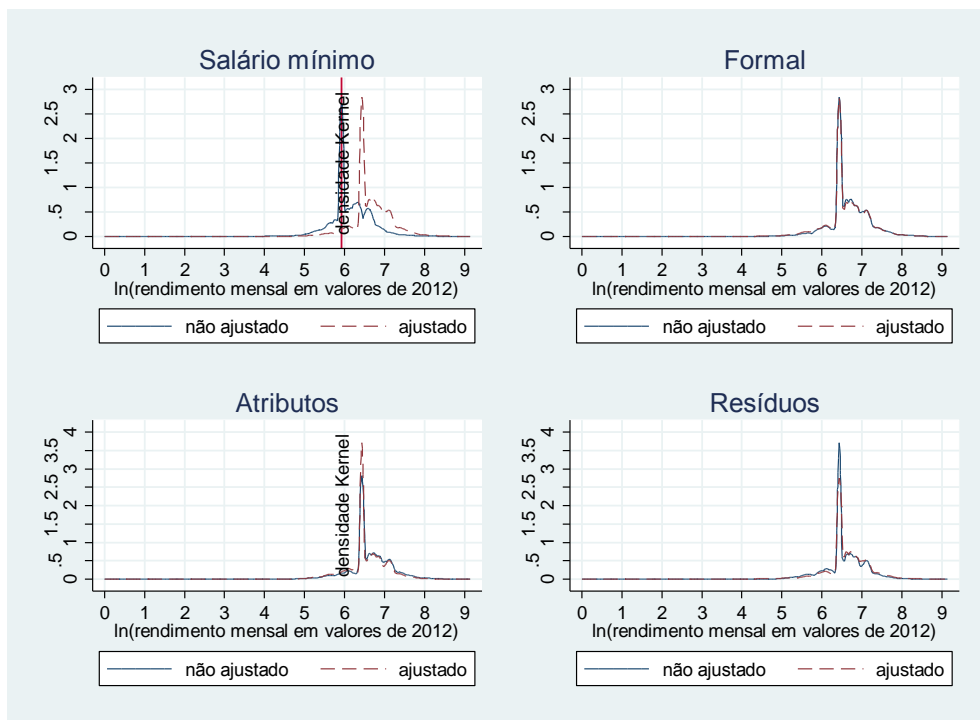 Salário mínimo
densidade Kernel
0 .5 1 1.5 2 2.5 3
0 1 2 3 4 5 6 7 8 9
ln(rendimento mensal em valores de 2012)
não ajustado ajustado
Formal
0 .5 1 1.5 2 2.5 3
0 1 2 3 4 5 6 7 8 9
ln(rendimento mensal em valores de 2012)
não ajustado ajustado
Atributos
densidade Kernel
0 .5 1 1.5 2 2.5 3 3.5 4
0 1 2 3 4 5 6 7 8 9
ln(rendimento mensal em valores de 2012)
não ajustado ajustado
Resíduos
0 .5 1 1.5 2 2.5 3 3.5 4
0 1 2 3 4 5 6 7 8 9
ln(rendimento mensal em valores de 2012)
não ajustado ajustado